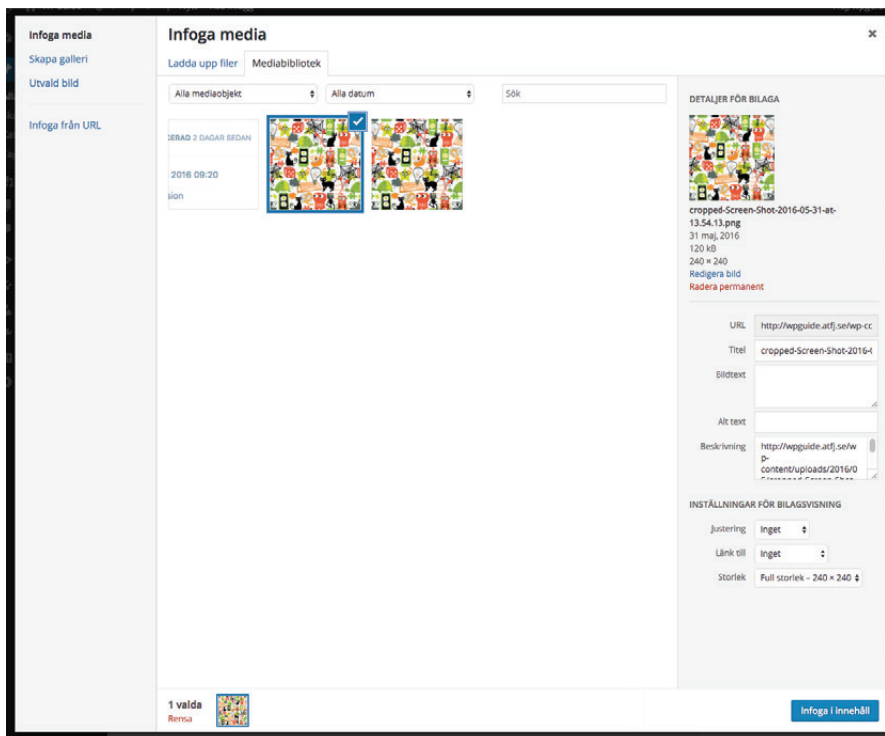 Infoga media
Skapa galleri
Utvald bild
Infoga från URL
Infoga media
×
Ladda upp filer
Mediabibliotek
Alla mediaobjekt
Alla datum
Sök
CERAD 2 DAGAR SEDAN
2016 09:20
sion
DETALJER FÖR BILAGA
cropped-Screen-Shot-2016-05-31-at-
13.54.13.png
31 maj, 2016
120 kB
240 × 240
Redigera bild
Radera permanent
URL http://wpguide.atfj.se/wp-cc
Titel cropped-Screen-Shot-2016-(
Bildtext
Alt text
Beskrivning http://wpguide.atfj.se/w
p-
content/uploads/2016/0
INSTÄLLNINGAR FÖR BILAGSVISNING
Justering Inget
Länk till Inget
Storlek Full storlek – 240 × 240
1 valda
Rensa
Infoga i innehåll